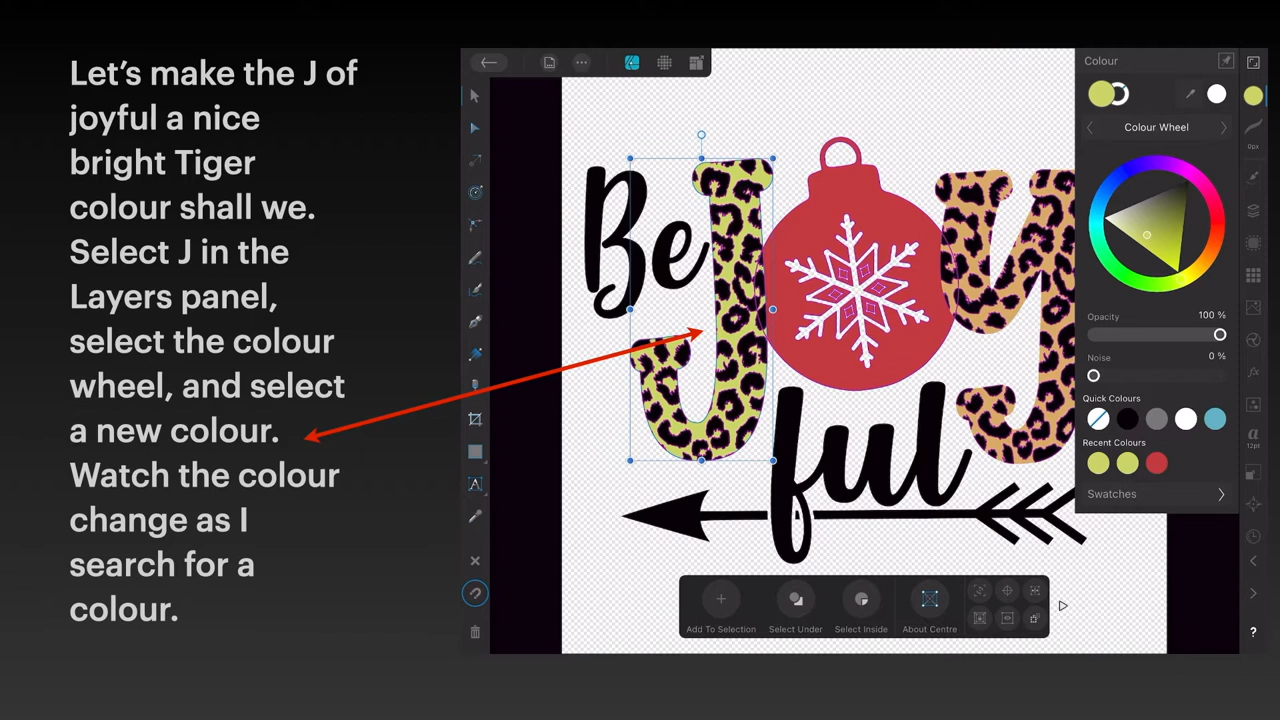 Let's make the J of
joyful a nice
bright Tiger
colour shall we.
Select J in the
Layers panel,
select the colour
wheel, and select
a new colour.
Watch the colour
change as I
search for a
colour.
Be
J y
ful
Colour
Colour Wheel
Opacity 100 %
Noise 0 %
Quick Colours
Recent Colours
Swatches
0px
a
12pt
A
?
Add To Selection
Select Under
Select Inside
About Centre